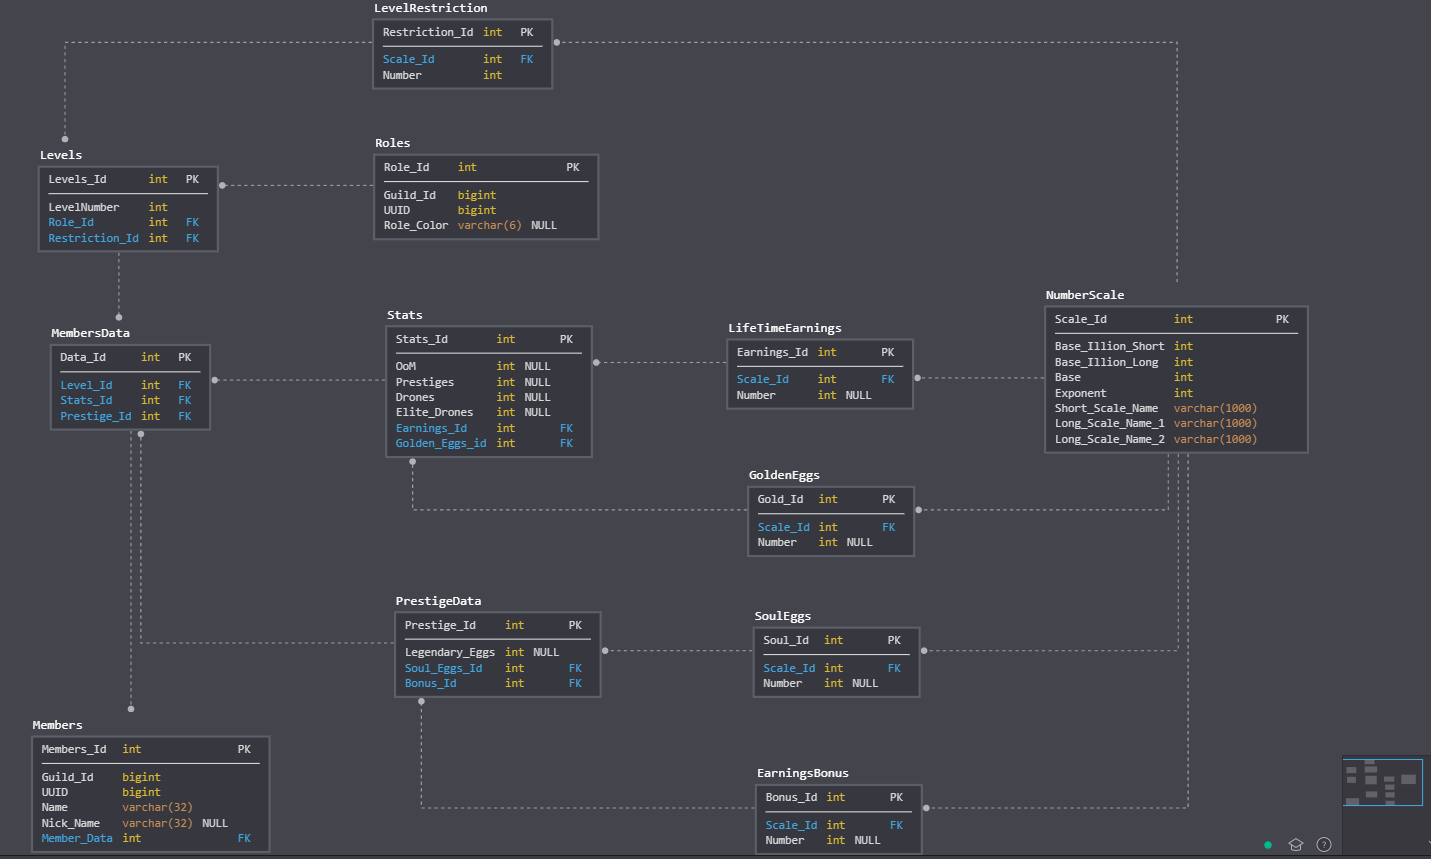 LevelRestriction
Restriction_Id int PK
Scale_Id int FK
Number int
Levels
Levels_Id int PK
LevelNumber int
Role_Id int FK
Restriction_Id int FK
Roles
Role_Id int PK
Guild_Id bigint
UUID bigint
Role_Color varchar(6) NULL
MembersData
Data_Id int PK
Level_Id int FK
Stats_Id int FK
Prestige_Id int FK
Stats
Stats_Id int PK
OoM int NULL
Prestiges int NULL
Drones int NULL
Elite_Drones int NULL
Earnings_Id int FK
Golden_Eggs_id int FK
LifeTimeEarnings
Earnings_Id int PK
Scale_Id int FK
Number int NULL
NumberScale
Scale_Id int PK
Base_Illion_Short int
Base_Illion_Long int
Base int
Exponent int
Short_Scale_Name varchar(1000)
Long_Scale_Name_1 varchar(1000)
Long_Scale_Name_2 varchar(1000)
GoldenEggs
Gold_Id int PK
Scale_Id int FK
Number int NULL
PrestigeData
Prestige_Id int PK
Legendary_Eggs int NULL
Soul_Eggs_Id int FK
Bonus_Id int FK
SoulEggs
Soul_Id int PK
Scale_Id int FK
Number int NULL
Members
Members_Id int PK
Guild_Id bigint
UUID bigint
Name varchar(32)
Nick_Name varchar(32) NULL
Member_Data int FK
EarningsBonus
Bonus_Id int PK
Scale_Id int FK
Number int NULL
?